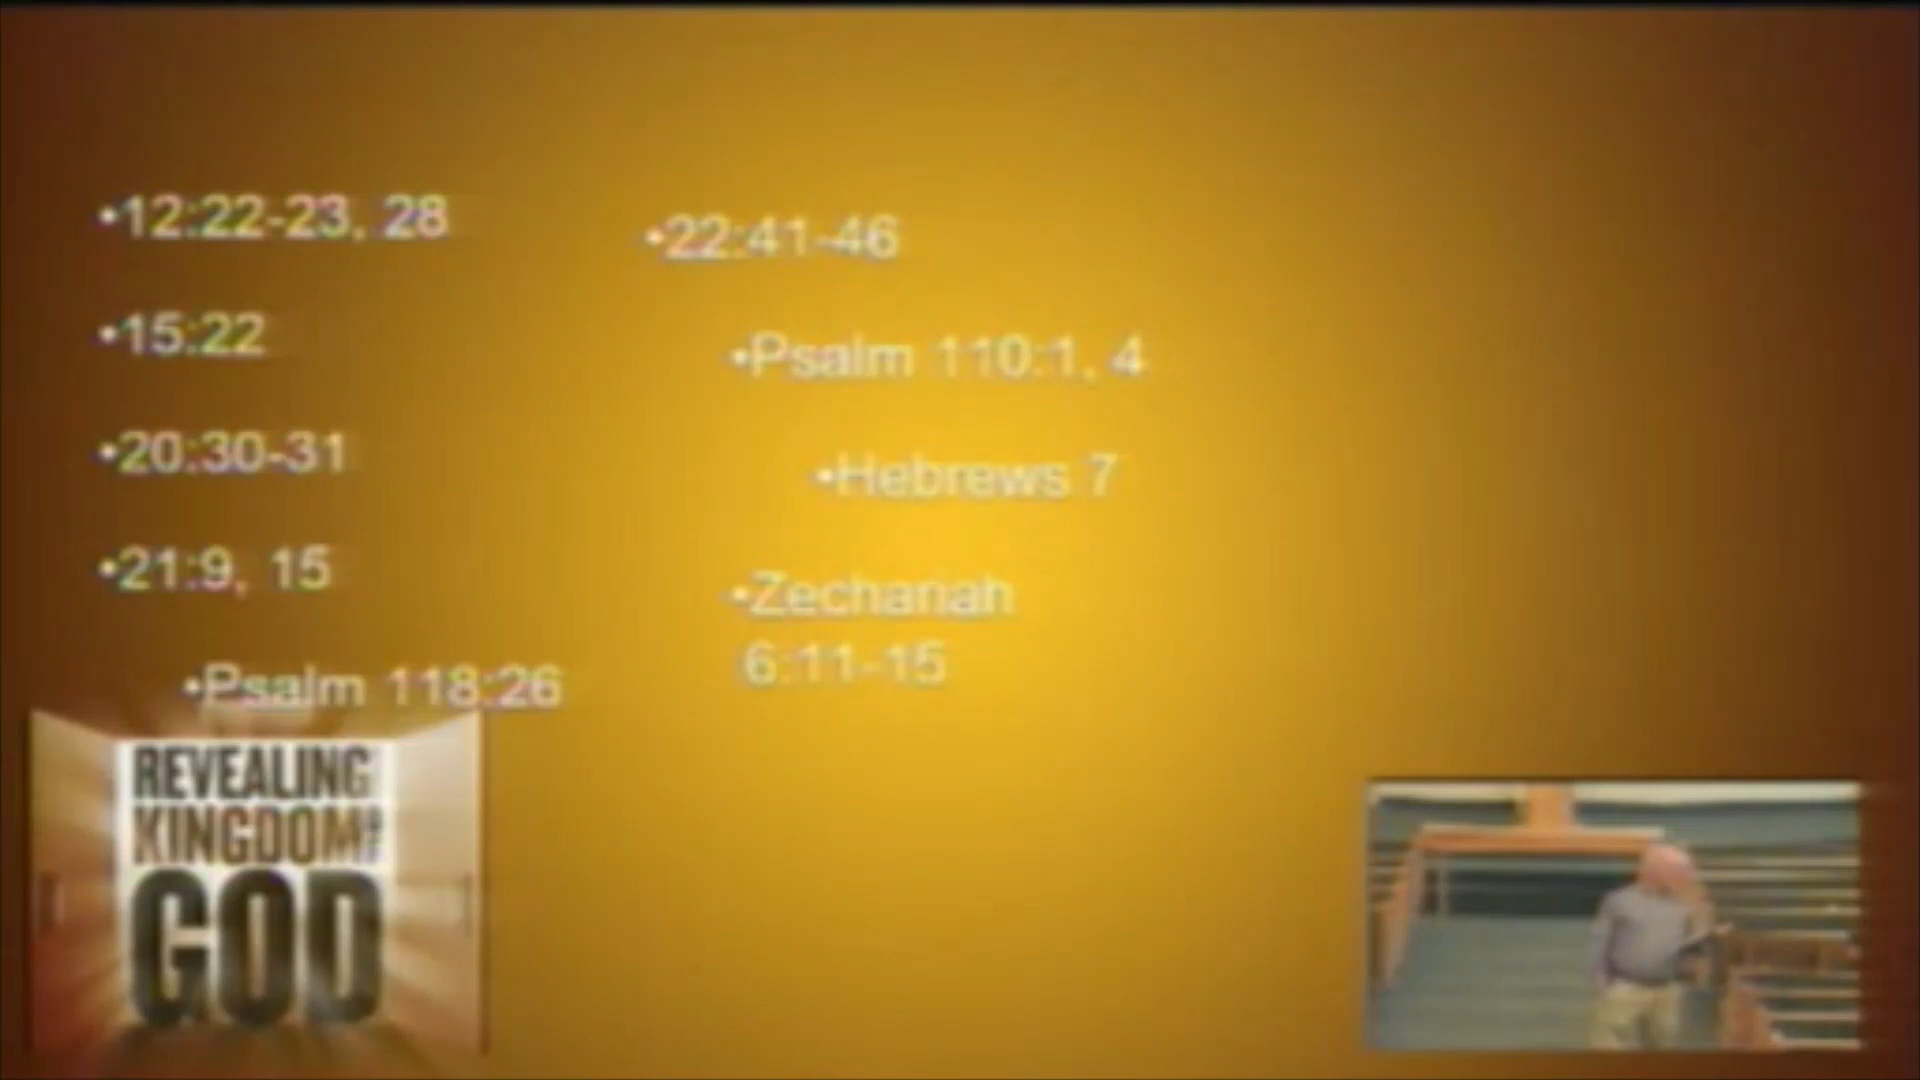 •12:22-23, 28
•15:22
•20:30-31
•21:9, 15
•Psalm 118:26
•22:41-46
•Psalm 110:1, 4
•Hebrews 7
•Zechariah
6:11-15
REVEALING
KINGDOM
GOD